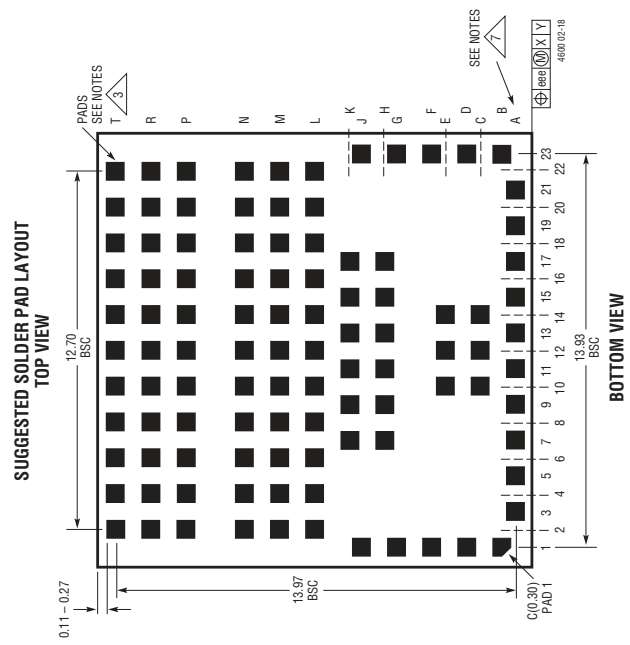 SUGGESTED SOLDER PAD LAYOUT
TOP VIEW
PADS
SEE NOTES
3
SEE NOTES
7
⌖ eee Ⓜ X Y
4600 02-18
12.70
BSC
0.11 – 0.27
13.97
BSC
T
R
P
N
M
L
K
J
H
G
F
E
D
C
B
A
C(0.30)
PAD 1
1
2
3
4
5
6
7
8
9
10
11
12
13
14
15
16
17
18
19
20
21
22
23
13.93
BSC
BOTTOM VIEW